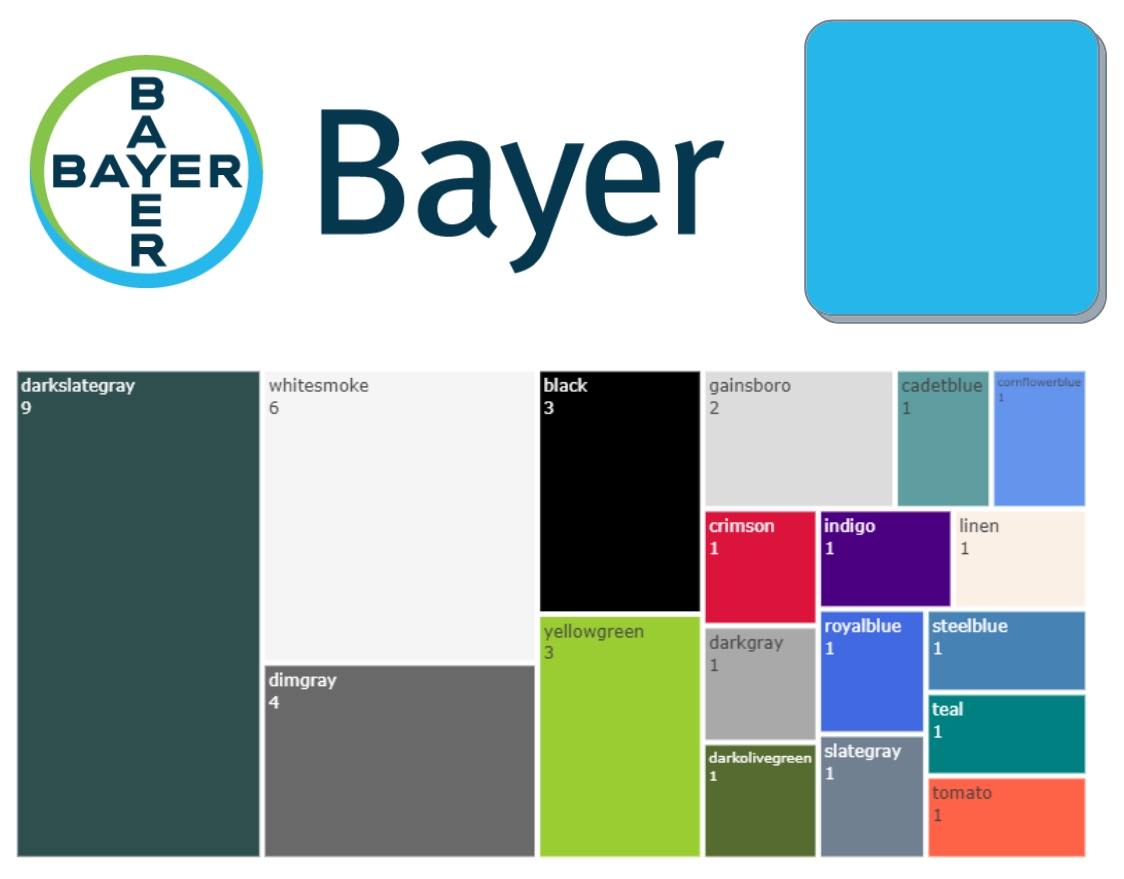 BAYER
BAYER
Bayer
darkslategray
9
whitesmoke
6
dimgray
4
black
3
yellowgreen
3
gainsboro
2
cadetblue
1
cornflowerblue
1
crimson
1
indigo
1
linen
1
darkgray
1
royalblue
1
steelblue
1
teal
1
darkolivegreen
1
slategray
1
tomato
1